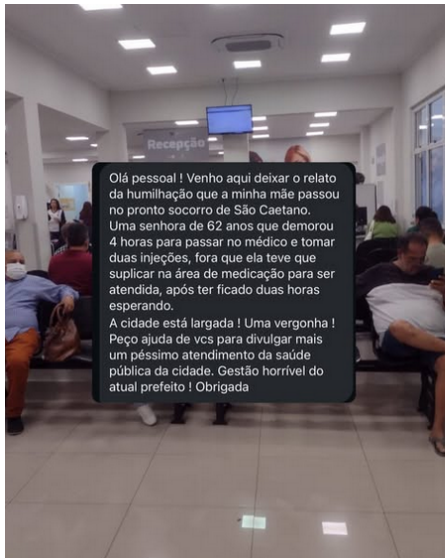 Recepção
Olá pessoal ! Venho aqui deixar o relato
da humilhação que a minha mãe passou
no pronto socorro de São Caetano.
Uma senhora de 62 anos que demorou
4 horas para passar no médico e tomar
duas injeções, fora que ela teve que
suplicar na área de medicação para ser
atendida, após ter ficado duas horas
esperando.
A cidade está largada ! Uma vergonha !
Peço ajuda de vcs para divulgar mais
um péssimo atendimento da saúde
pública da cidade. Gestão horrível do
atual prefeito ! Obrigada